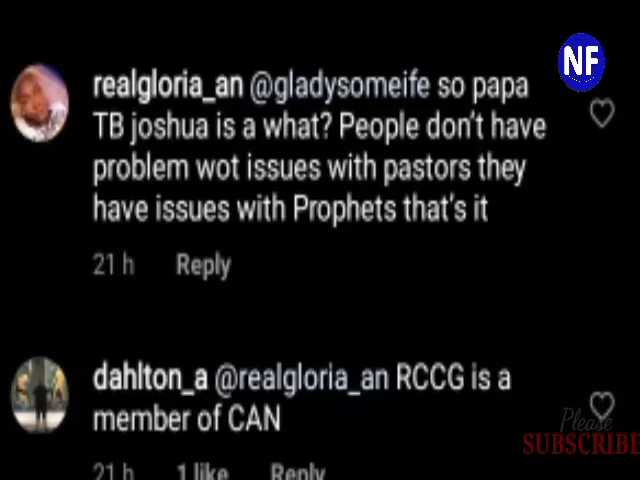 NF
realgloria_an @gladysomeife so papa
TB joshua is a what? People don't have
problem wot issues with pastors they
have issues with Prophets that's it
21 h Reply
dahlton_a @realgloria_an RCCG is a
member of CAN
Please
SUBSCRIBE
21 h 1 like Reply